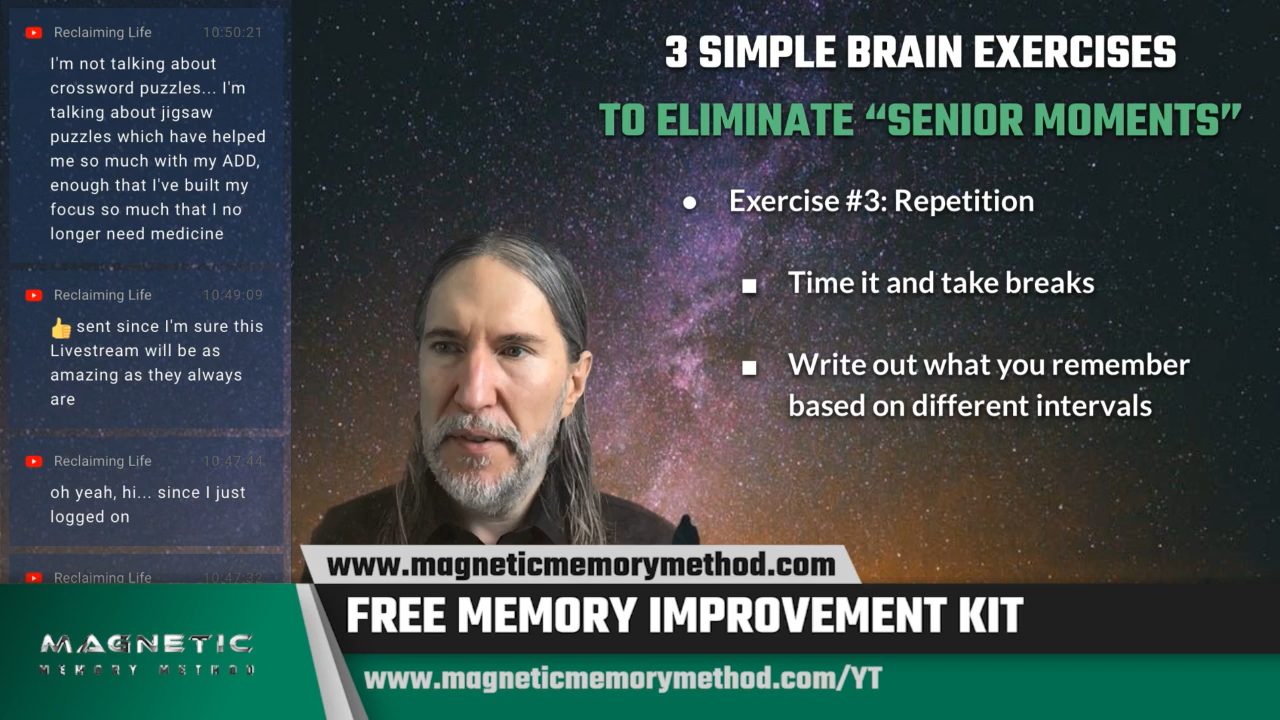 Reclaiming Life 10:50:21
I'm not talking about
crossword puzzles... I'm
talking about jigsaw
puzzles which have helped
me so much with my ADD,
enough that I've built my
focus so much that I no
longer need medicine
Reclaiming Life 10:49:09
👍 sent since I'm sure this
Livestream will be as
amazing as they always
are
Reclaiming Life 10:47:44
oh yeah, hi... since I just
logged on
Reclaiming Life 10:47:32
3 SIMPLE BRAIN EXERCISES
TO ELIMINATE “SENIOR MOMENTS”
● Exercise #3: Repetition
■ Time it and take breaks
■ Write out what you remember
based on different intervals
www.magneticmemorymethod.com
FREE MEMORY IMPROVEMENT KIT
www.magneticmemorymethod.com/YT
MAGNETIC
MEMORY METHOD